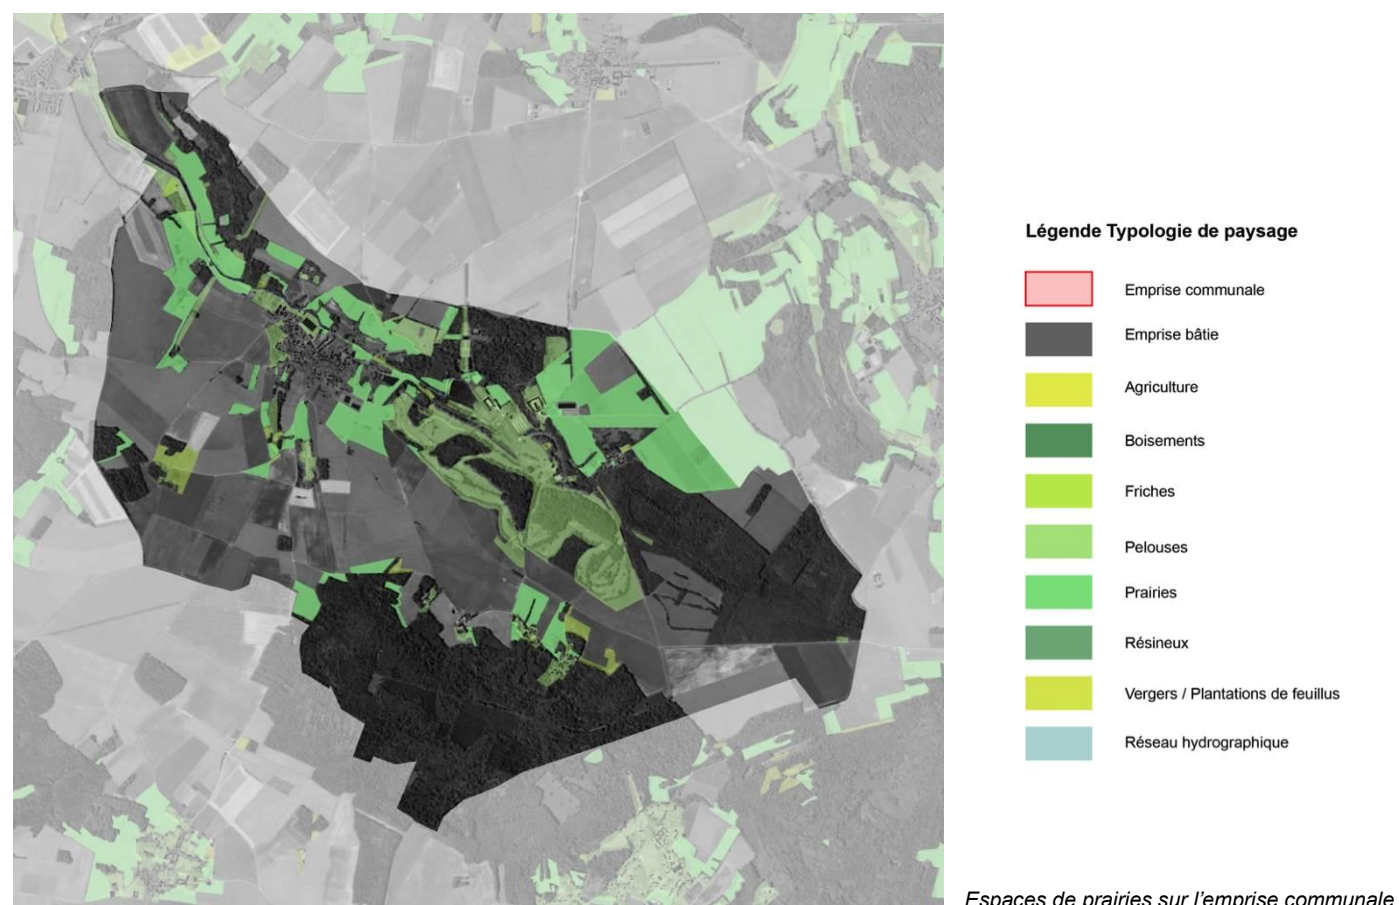 Légende Typologie de paysage
Emprise communale
Emprise bâtie
Agriculture
Boisements
Friches
Pelouses
Prairies
Résineux
Vergers / Plantations de feuillus
Réseau hydrographique
Espaces de prairies sur l'emprise communale